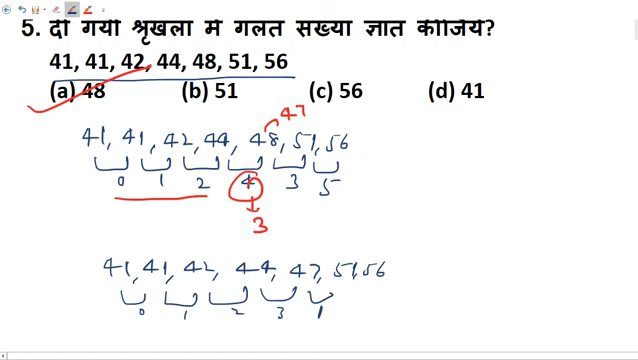 5. दी गयी श्रृंखला में गलत संख्या ज्ञात कीजिये?
41, 41, 42, 44, 48, 51, 56
(a) 48 (b) 51 (c) 56 (d) 41
47
41, 41, 42, 44, 48, 51, 56
0 1 2 4 3 5
3
41, 41, 42, 44, 47, 51, 56
0 1 2 3 1